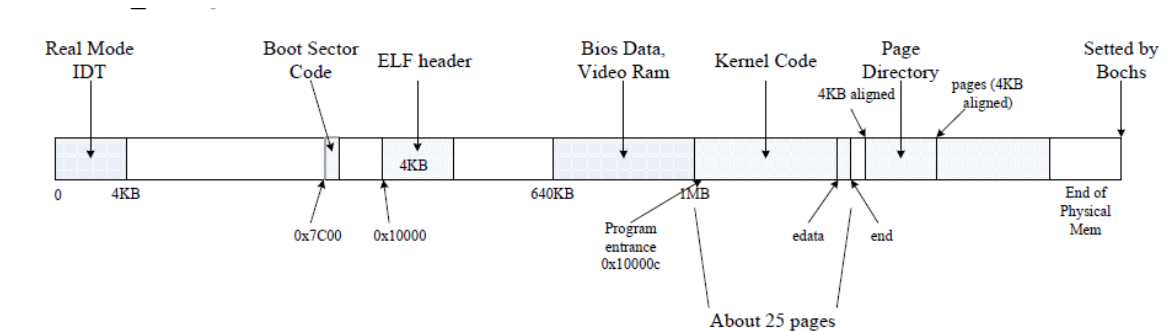 Real Mode
IDT
Boot Sector
Code
ELF header
Bios Data,
Video Ram
Kernel Code
Page
Directory
Setted by
Bochs
4KB aligned
pages (4KB
aligned)
4KB
0
4KB
640KB
1MB
End of
Physical
Mem
0x7C00
0x10000
Program
entrance
0x10000c
edata
end
About 25 pages